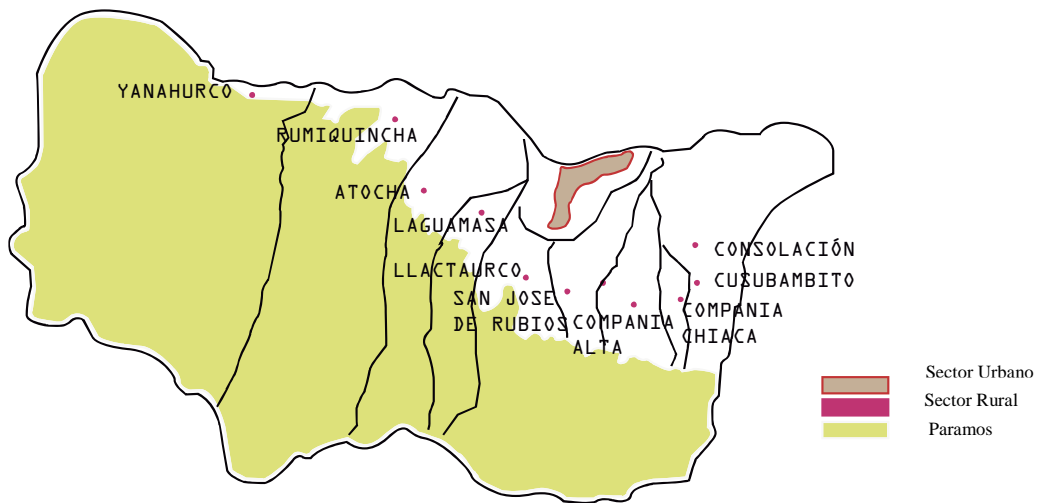 YANAHURCO
RUMIQUINCHA
ATOCHA
LAGUAMASA
LLACTAURCO
SAN JOSE
DE RUBIOS
COMPANIA
ALTA
CONSOLACIÓN
CUSUBAMBITO
COMPANIA
CHIACA
Sector Urbano
Sector Rural
Paramos